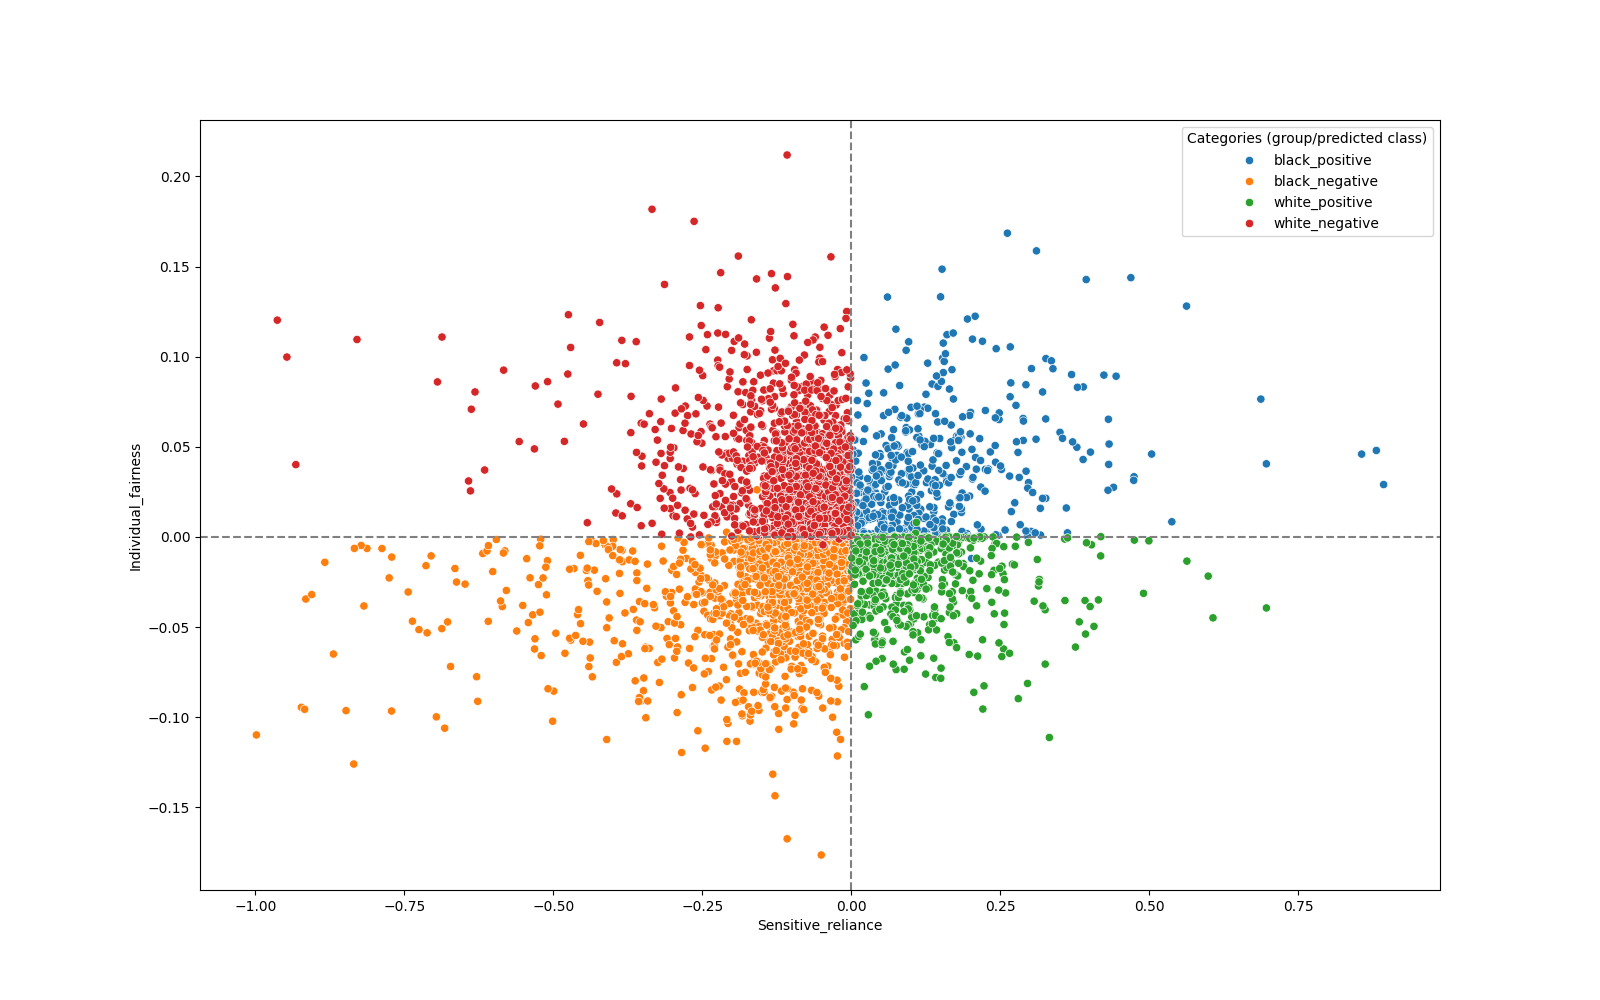 Categories (group/predicted class)
black_positive
black_negative
white_positive
white_negative
0.20
0.15
0.10
0.05
0.00
−0.05
−0.10
−0.15
Individual_fairness
−1.00 −0.75 −0.50 −0.25 0.00 0.25 0.50 0.75
Sensitive_reliance